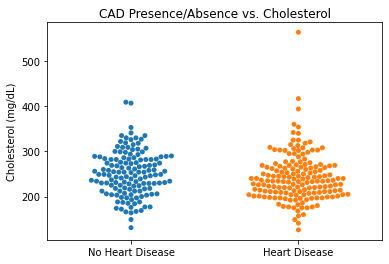 CAD Presence/Absence vs. Cholesterol
Cholesterol (mg/dL)
500
400
300
200
No Heart Disease
Heart Disease